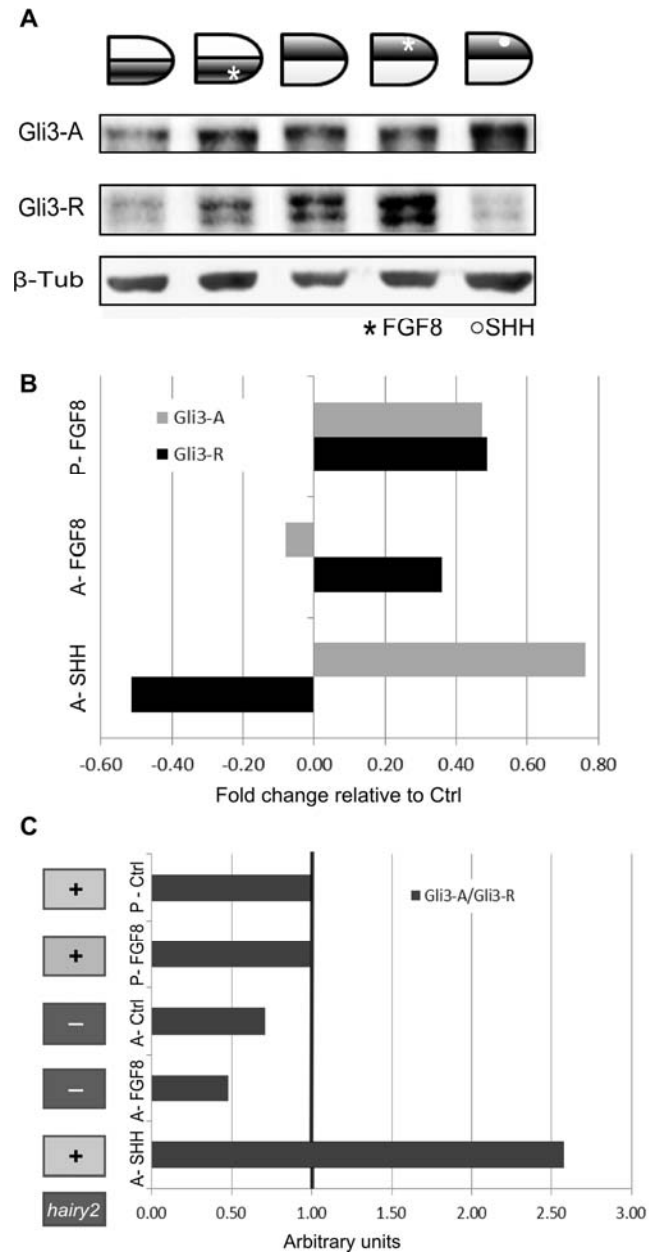 A
Gli3-A
Gli3-R
β-Tub
* FGF8 ○SHH
B
Gli3-A
Gli3-R
P- FGF8
A- FGF8
A- SHH
-0.60 -0.40 -0.20 0.00 0.20 0.40 0.60 0.80
Fold change relative to Ctrl
C
Gli3-A/Gli3-R
+ P - Ctrl
+ P- FGF8
– A- Ctrl
– A- FGF8
+ A- SHH
hairy2
0.00 0.50 1.00 1.50 2.00 2.50 3.00
Arbitrary units